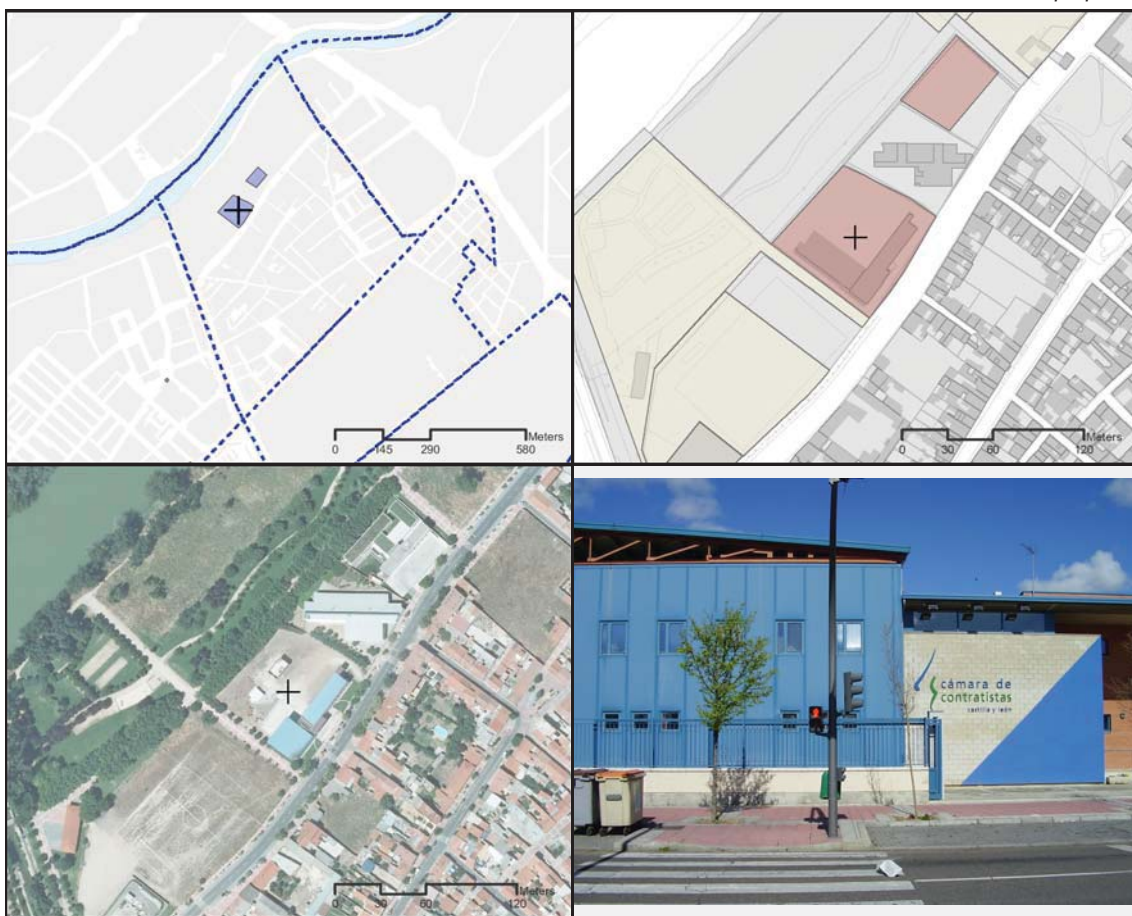 Meters
0 145 290 580
Meters
0 30 60 120
Meters
0 30 60 120
cámara de
contratistas
castilla y león